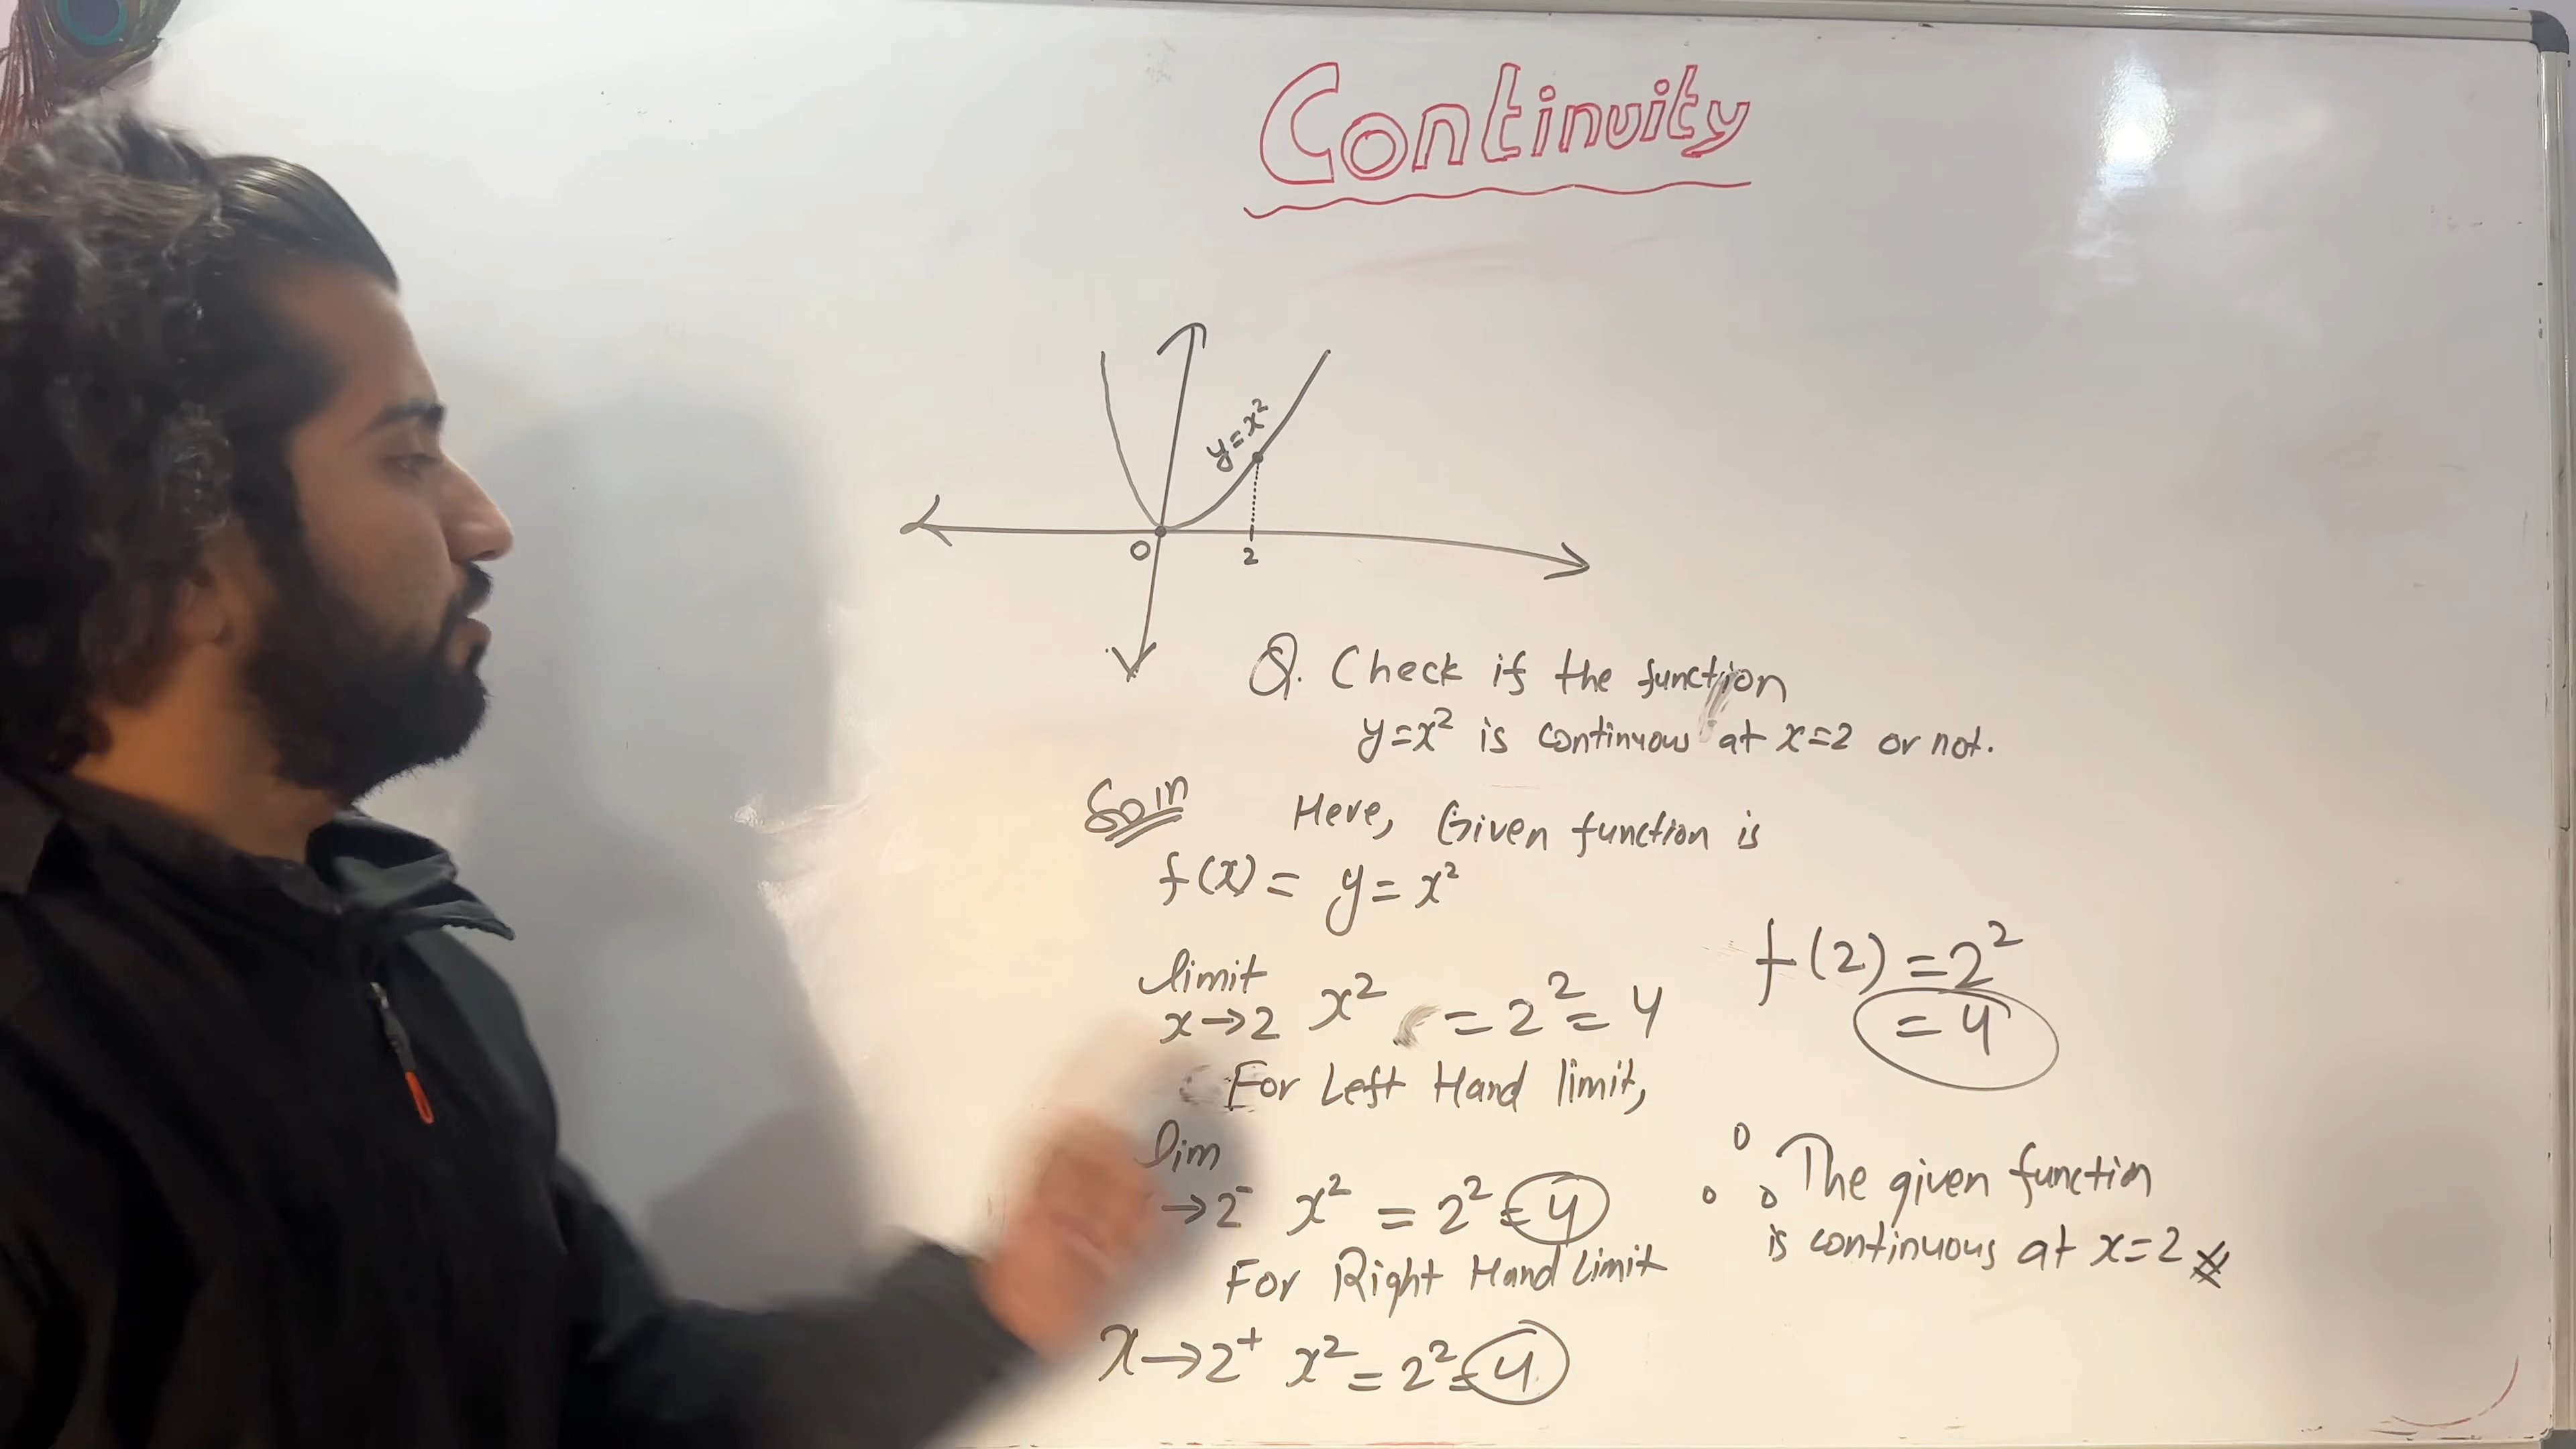 Continuity
y=x²
0
2
Q. Check if the function
y=x² is continuous at x=2 or not.
Soln
Here, Given function is
f(x) = y = x²
limit
x→2 x² = 2² = 4
For Left Hand limit,
lim
→2⁻ x² = 2² = 4
For Right Hand Limit
x→2⁺ x² = 2² = 4
f(2) = 2²
= 4
∴ The given function
is continuous at x=2